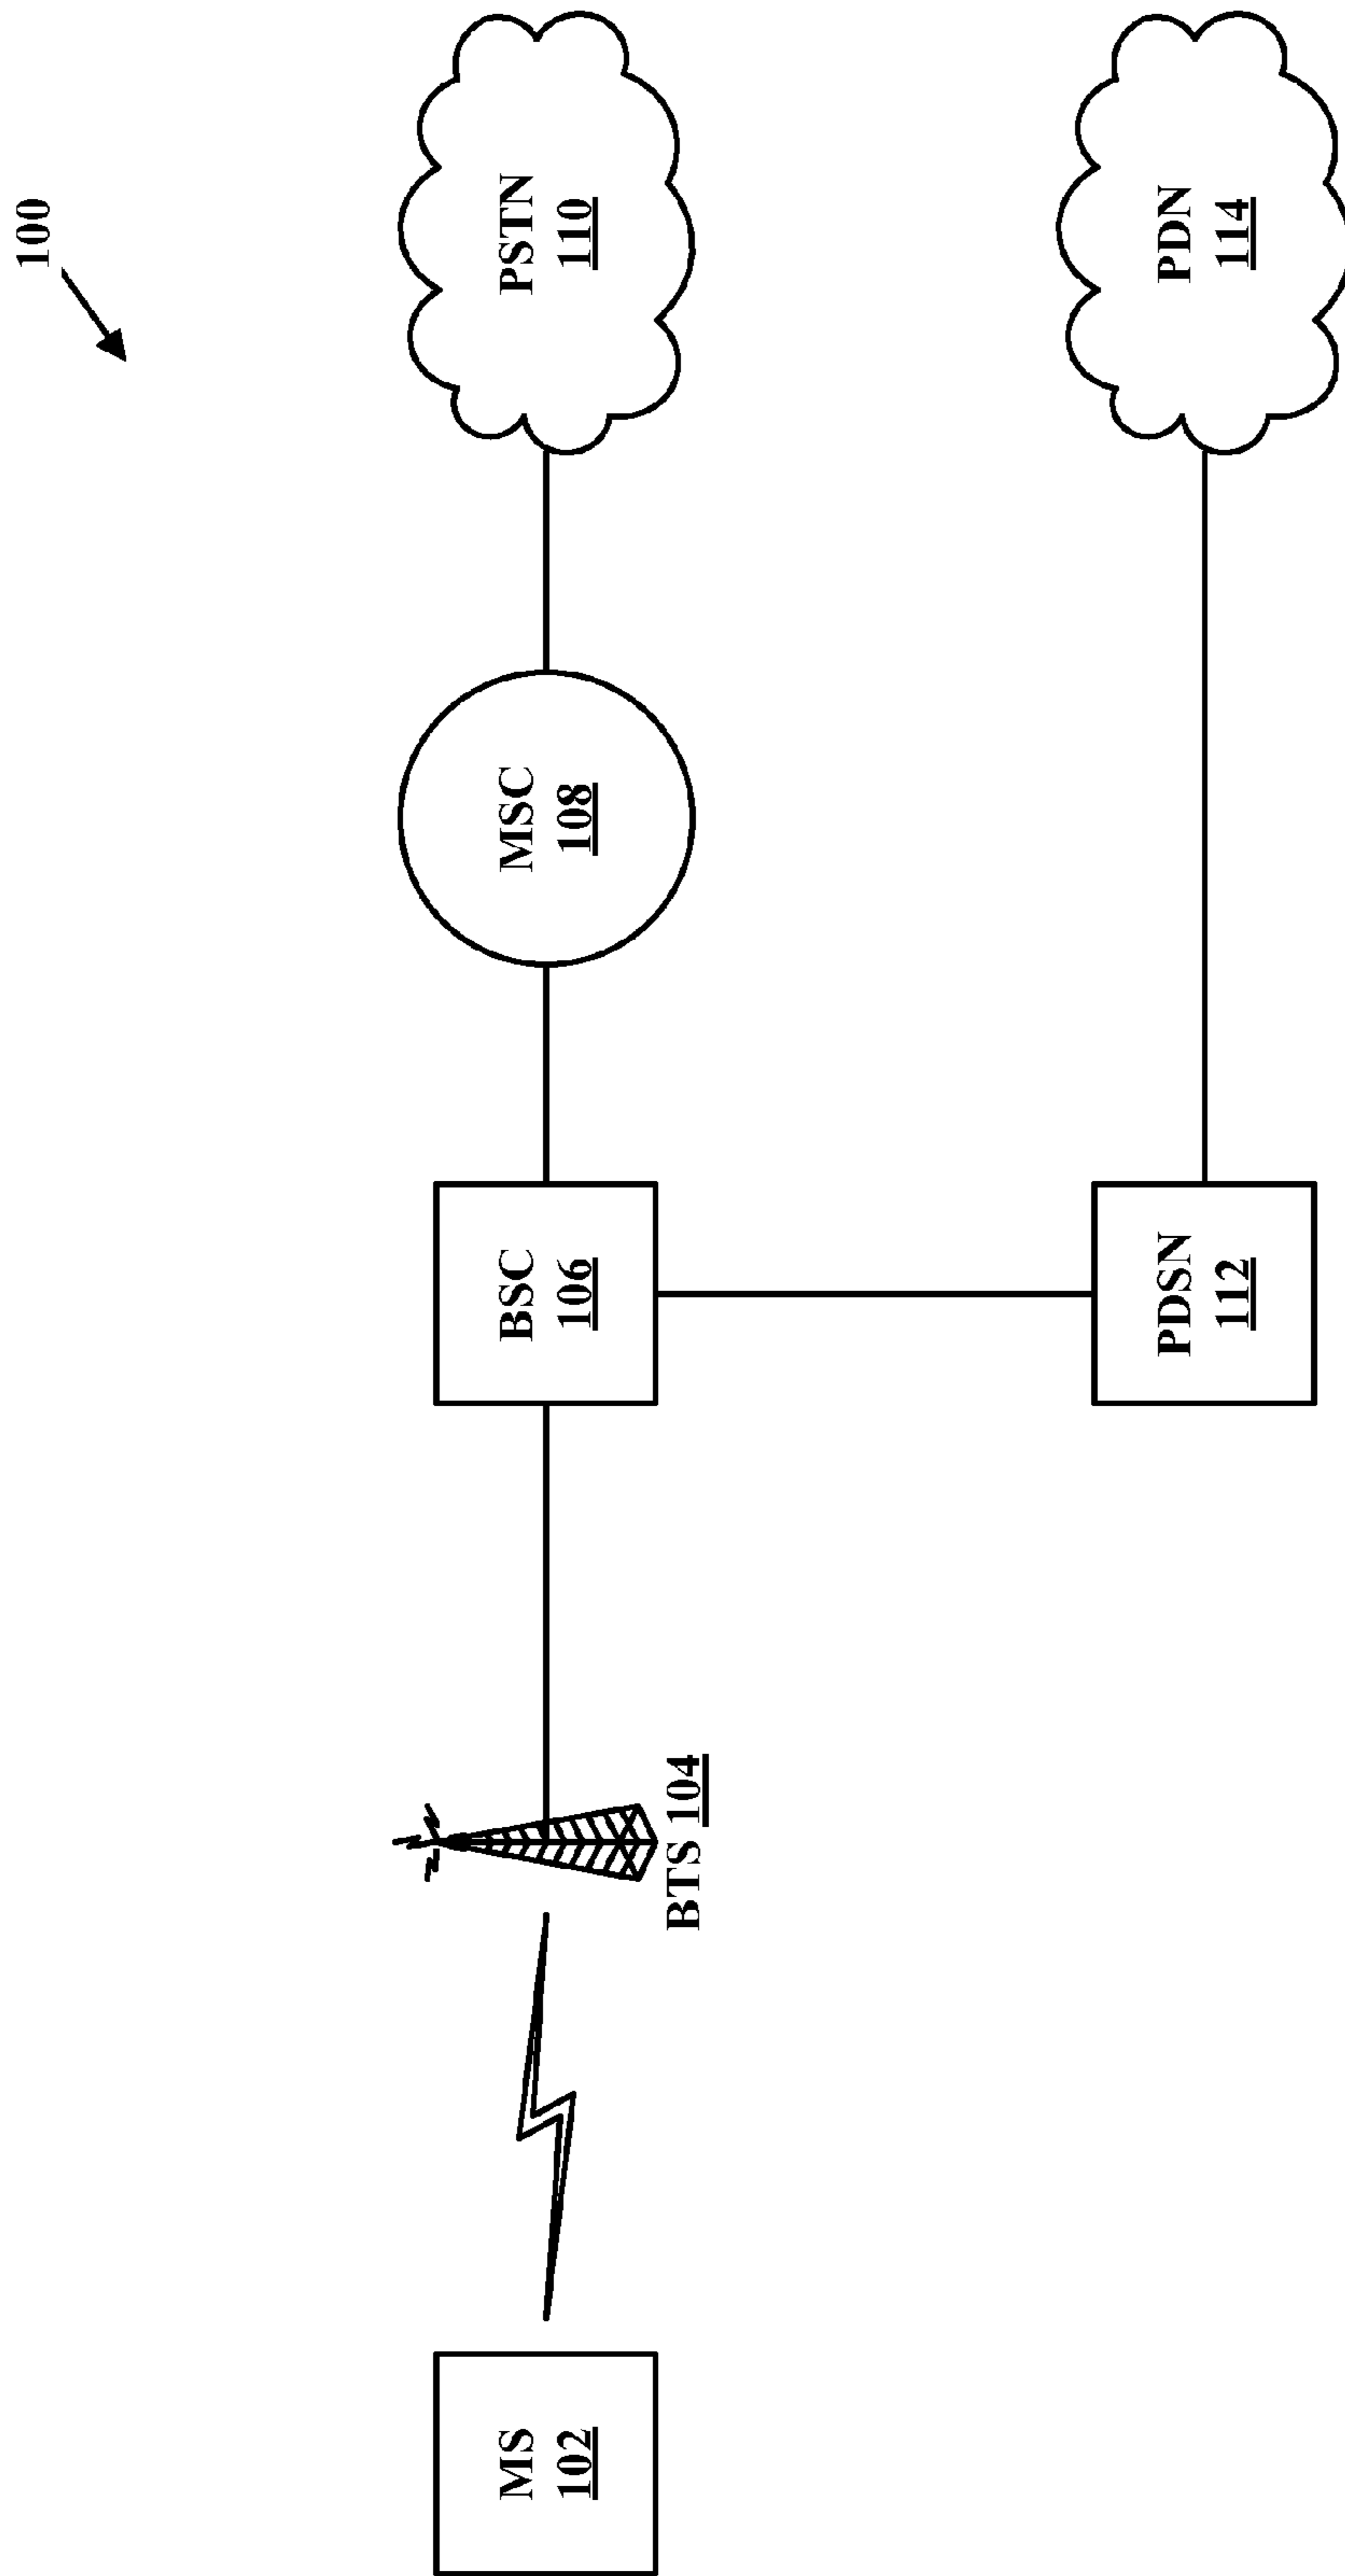 100
MS
102
BTS 104
BSC
106
MSC
108
PSTN
110
PDSN
112
PDN
114